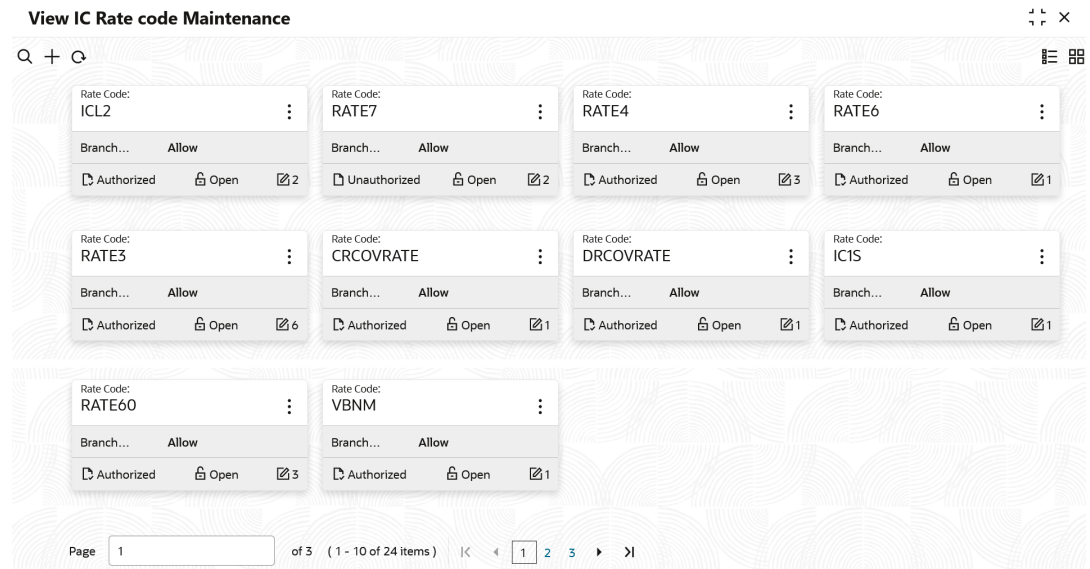 View IC Rate code Maintenance
Rate Code: Rate Code: Rate Code: Rate Code:
ICL2 RATE7 RATE4 RATE6
Branch... Allow Branch... Allow Branch... Allow Branch... Allow
Authorized Open 2 Unauthorized Open 2 Authorized Open 3 Authorized Open 1
Rate Code: Rate Code: Rate Code: Rate Code:
RATE3 CRCOVRATE DRCOVRATE IC1S
Branch... Allow Branch... Allow Branch... Allow Branch... Allow
Authorized Open 6 Authorized Open 1 Authorized Open 1 Authorized Open 1
Rate Code: Rate Code:
RATE60 VBNM
Branch... Allow Branch... Allow
Authorized Open 3 Authorized Open 1
Page 1 of 3 ( 1 - 10 of 24 items ) 1 2 3